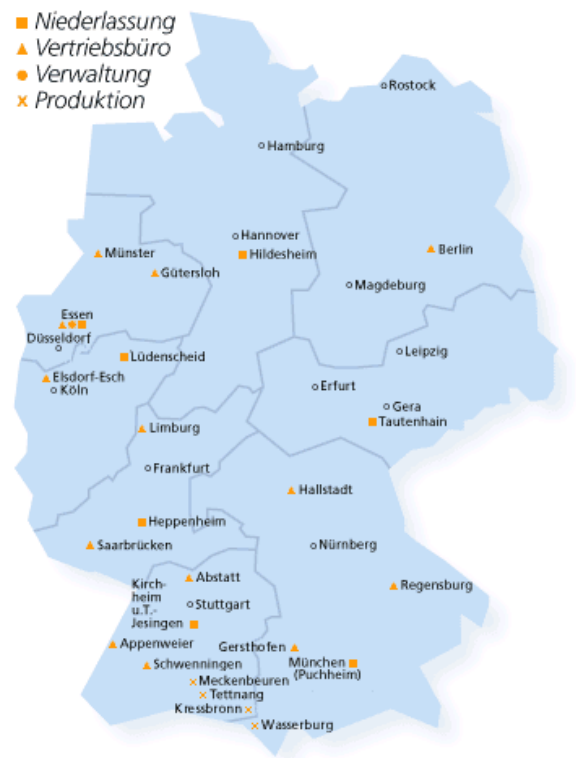 Niederlassung
Vertriebsbüro
Verwaltung
Produktion
Rostock
Hamburg
Hannover
Hildesheim
Berlin
Münster
Gütersloh
Magdeburg
Essen
Düsseldorf
Lüdenscheid
Leipzig
Elsdorf-Esch
Köln
Erfurt
Gera
Tautenhain
Limburg
Frankfurt
Hallstadt
Heppenheim
Saarbrücken
Nürnberg
Abstatt
Regensburg
Kirch-
heim
u.T.-
Jesingen
Stuttgart
Appenweier
Gersthofen
Schwenningen
München
(Puchheim)
Meckenbeuren
Tettnang
Kressbronn
Wasserburg